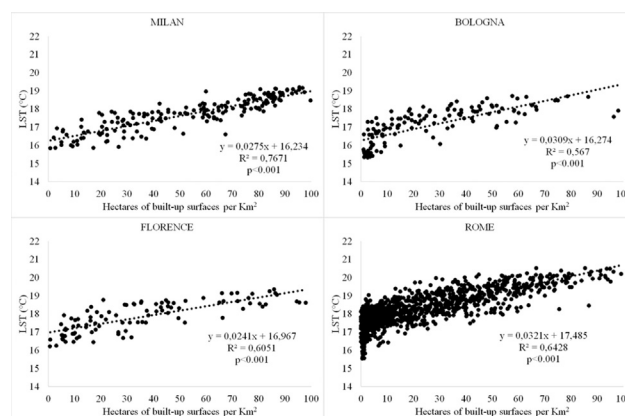 MILAN
22
21
20
19
18
17
16
15
14
LST (°C)
y = 0,0275x + 16,234
R² = 0,7671
p<0.001
0 10 20 30 40 50 60 70 80 90 100
Hectares of built-up surfaces per Km²
BOLOGNA
22
21
20
19
18
17
16
15
14
LST (°C)
y = 0,0309x + 16,274
R² = 0,567
p<0.001
0 10 20 30 40 50 60 70 80 90 100
Hectares of built-up surfaces per Km²
FLORENCE
22
21
20
19
18
17
16
15
14
LST (°C)
y = 0,0241x + 16,967
R² = 0,6051
p<0.001
0 10 20 30 40 50 60 70 80 90 100
Hectares of built-up surfaces per Km²
ROME
22
21
20
19
18
17
16
15
14
LST (°C)
y = 0,0321x + 17,485
R² = 0,6428
p<0.001
0 10 20 30 40 50 60 70 80 90 100
Hectares of built-up surfaces per Km²